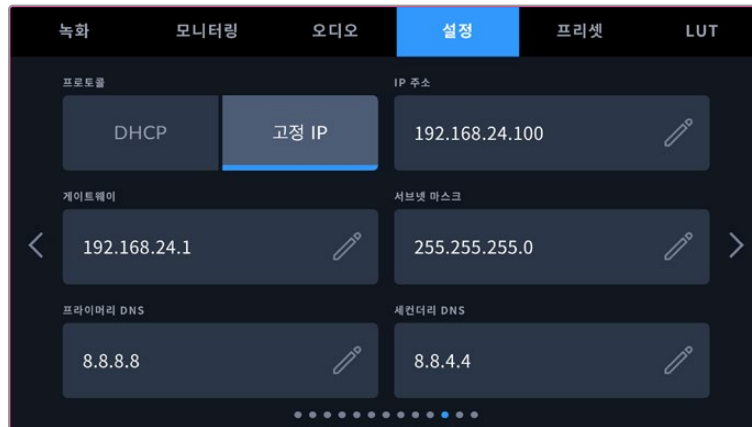 녹화 모니터링 오디오 설정 프리셋 LUT
프로토콜 IP 주소
DHCP 고정 IP 192.168.24.100
게이트웨이 서브넷 마스크
192.168.24.1 255.255.255.0
프라이머리 DNS 세컨더리 DNS
8.8.8.8 8.8.4.4